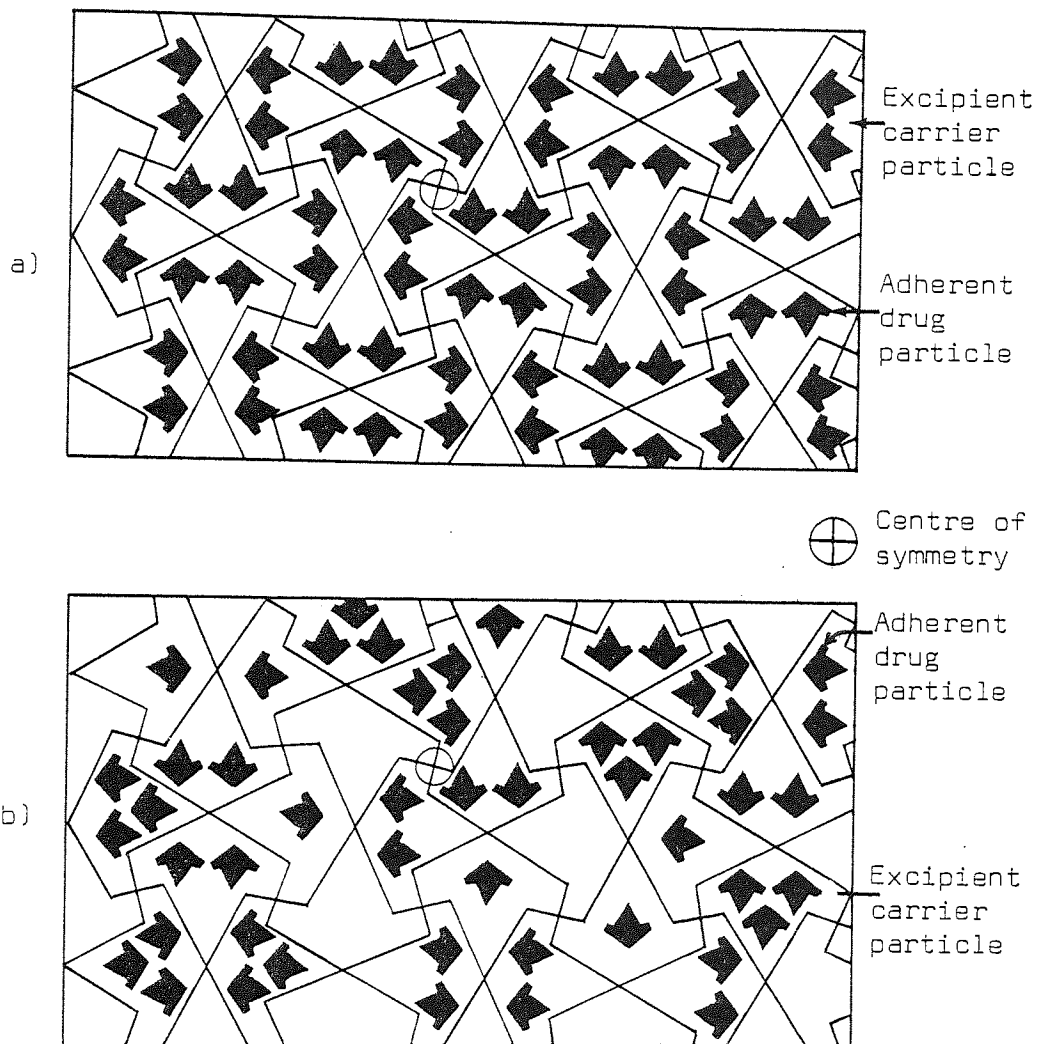 Excipient
carrier
particle
a)
Adherent
drug
particle
Centre of
symmetry
Adherent
drug
particle
b)
Excipient
carrier
particle